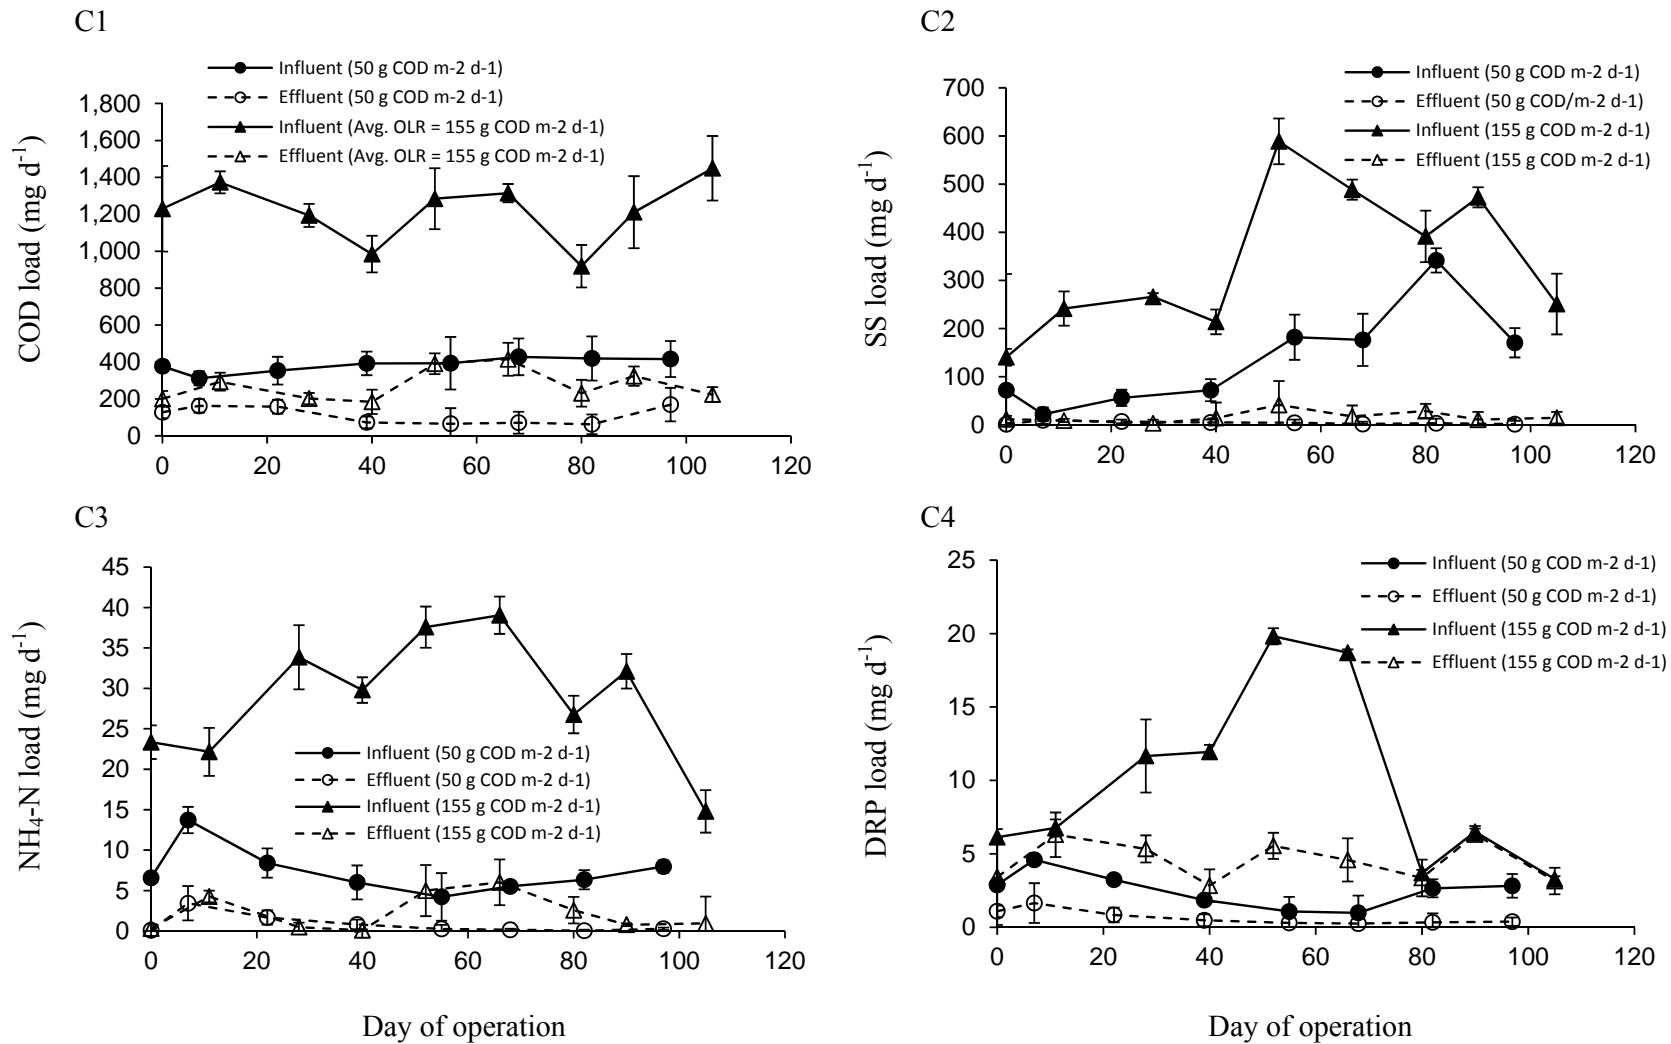 C1
Influent (50 g COD m-2 d-1)
Effluent (50 g COD m-2 d-1)
Influent (Avg. OLR = 155 g COD m-2 d-1)
Effluent (Avg. OLR = 155 g COD m-2 d-1)
COD load (mg d-1)
1,800
1,600
1,400
1,200
1,000
800
600
400
200
0
0 20 40 60 80 100 120
C2
Influent (50 g COD m-2 d-1)
Effluent (50 g COD/m-2 d-1)
Influent (155 g COD m-2 d-1)
Effluent (155 g COD m-2 d-1)
SS load (mg d-1)
700
600
500
400
300
200
100
0
0 20 40 60 80 100 120
C3
Influent (50 g COD m-2 d-1)
Effluent (50 g COD m-2 d-1)
Influent (155 g COD m-2 d-1)
Effluent (155 g COD m-2 d-1)
NH4-N load (mg d-1)
45
40
35
30
25
20
15
10
5
0
0 20 40 60 80 100 120
Day of operation
C4
Influent (50 g COD m-2 d-1)
Effluent (50 g COD m-2 d-1)
Influent (155 g COD m-2 d-1)
Effluent (155 g COD m-2 d-1)
DRP load (mg d-1)
25
20
15
10
5
0
0 20 40 60 80 100 120
Day of operation